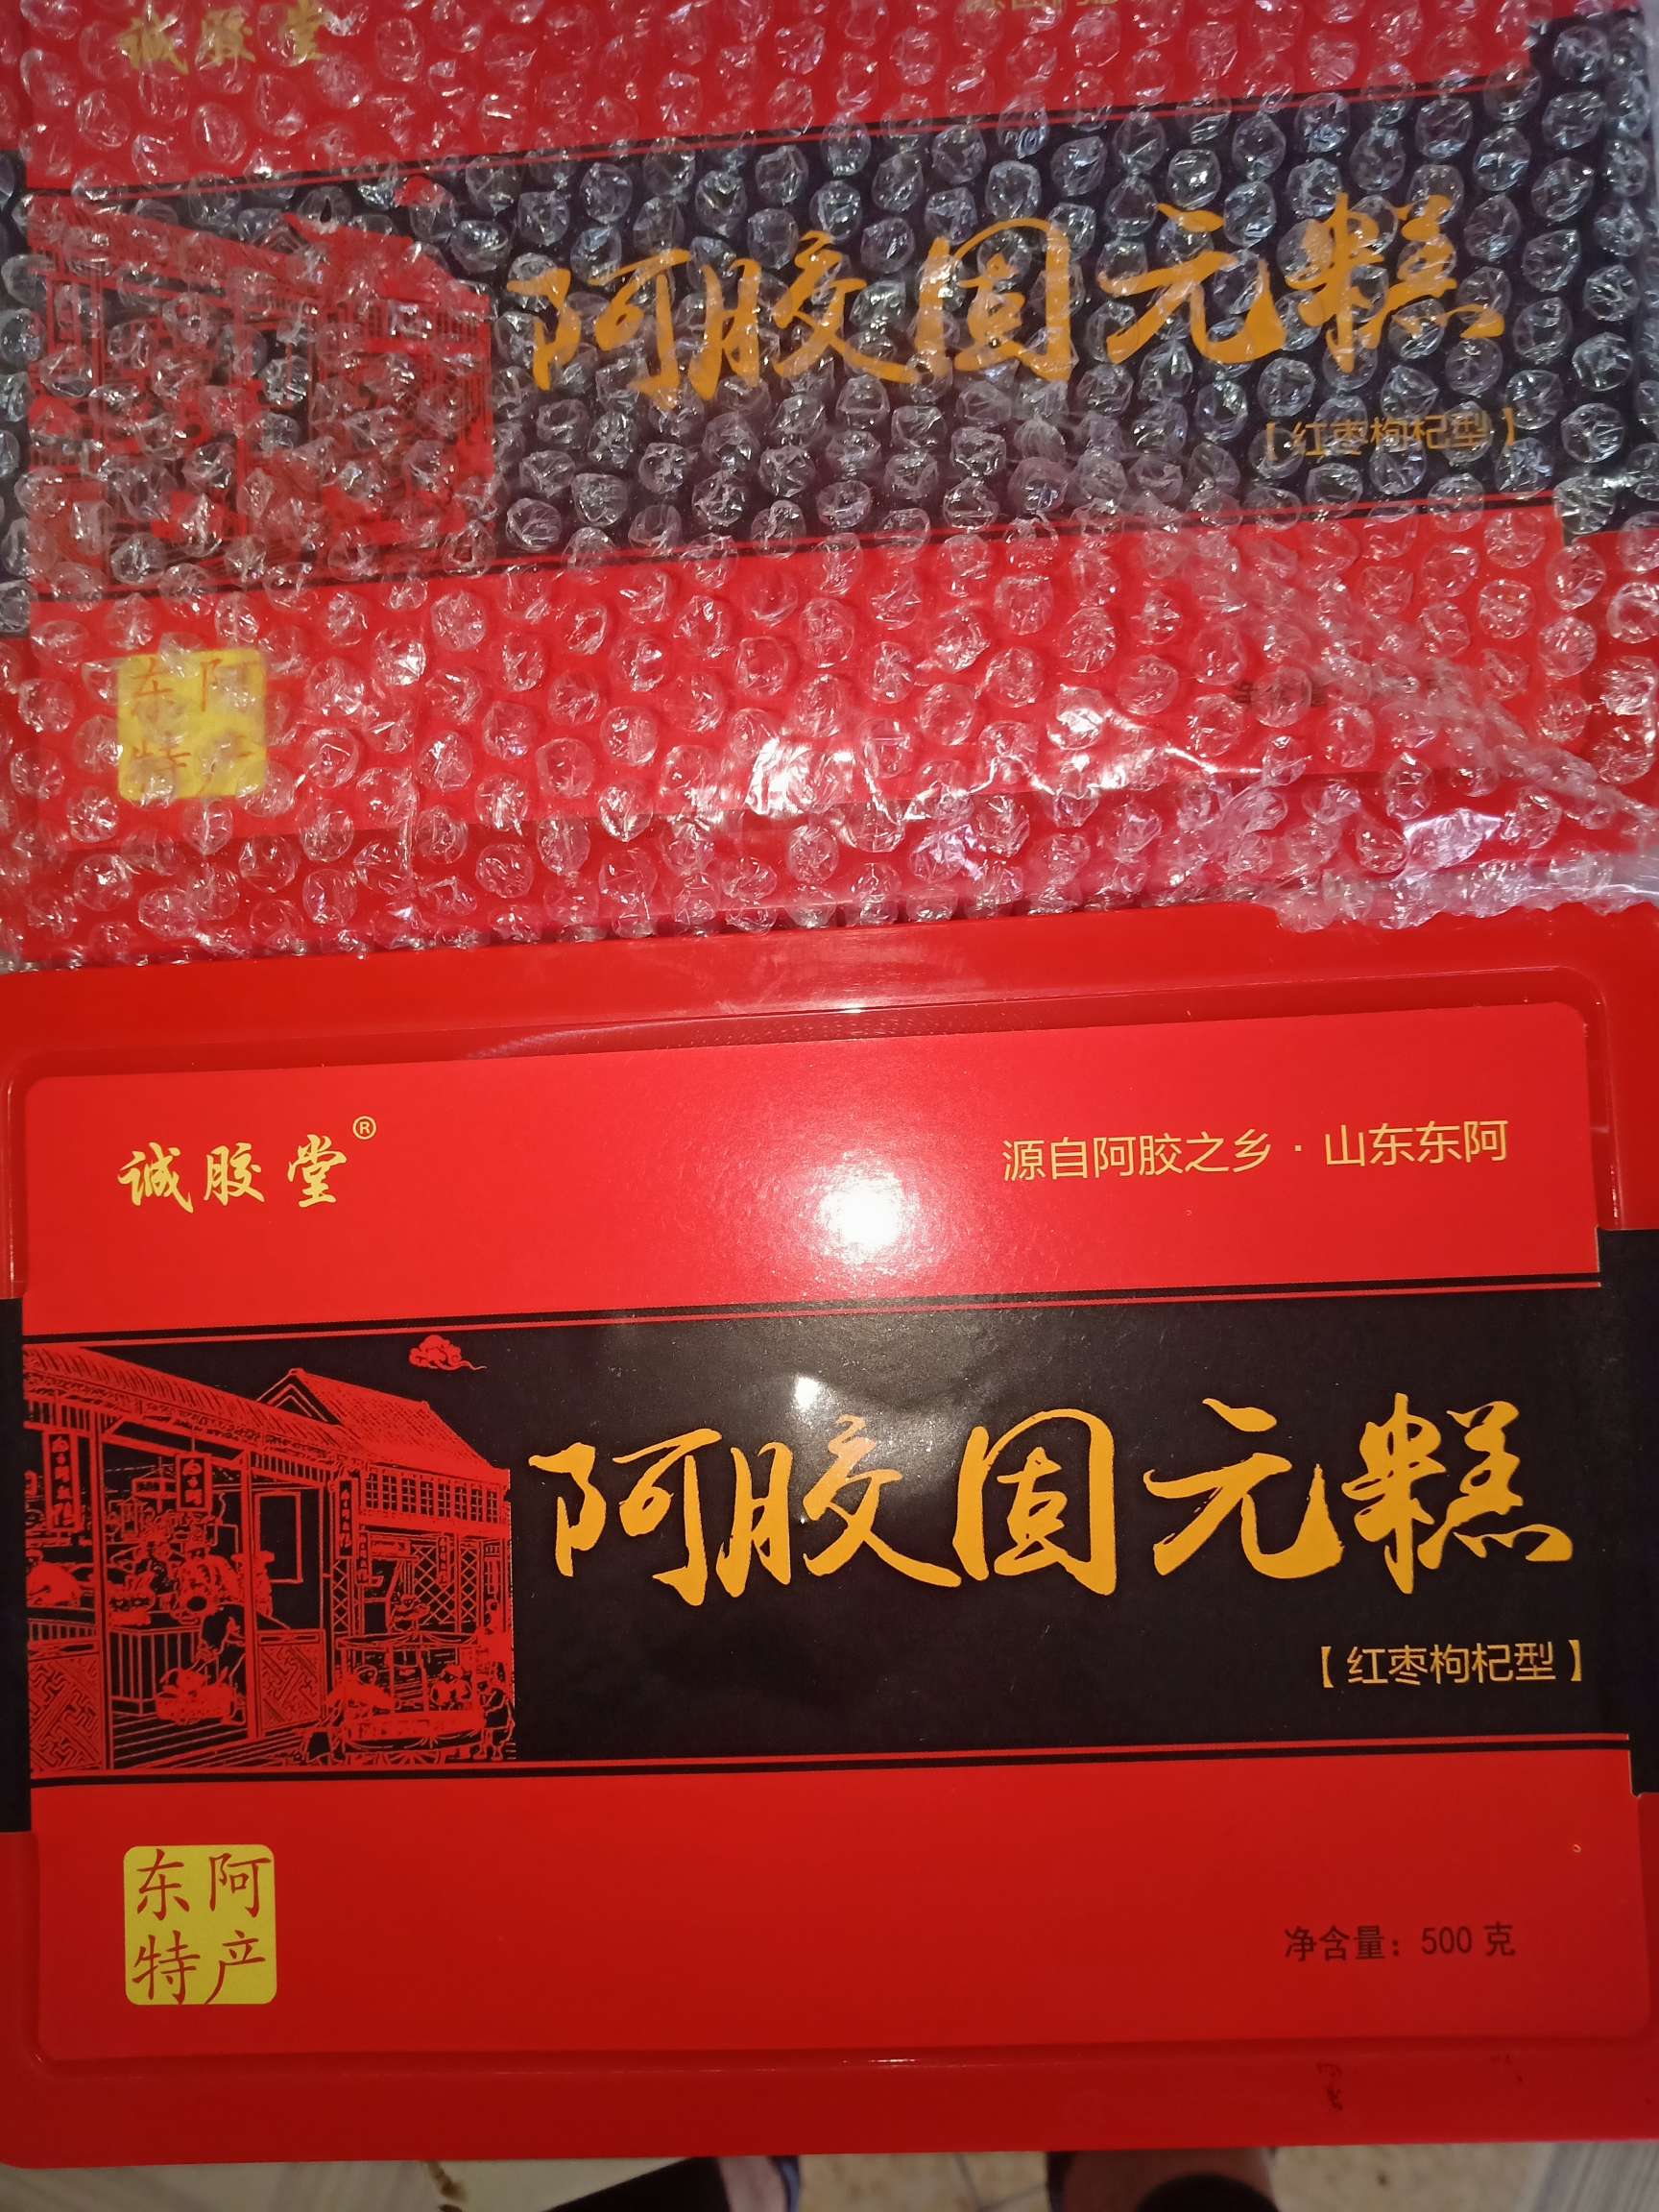 诚胶堂
阿胶固元糕
【红枣枸杞型】
东阿
特产
诚胶堂®
源自阿胶之乡·山东东阿
阿胶固元糕
【红枣枸杞型】
东阿
特产
净含量：500克